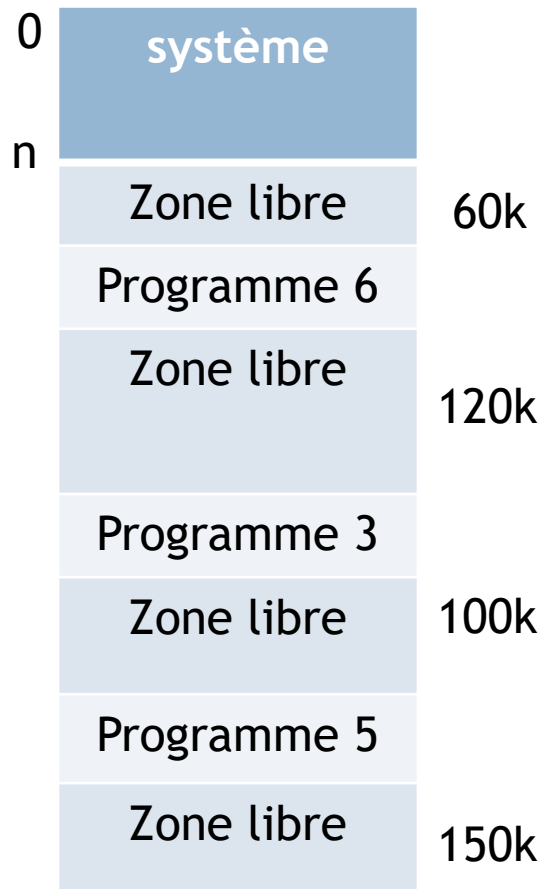 0
système
n
Zone libre
60k
Programme 6
Zone libre
120k
Programme 3
Zone libre
100k
Programme 5
Zone libre
150k